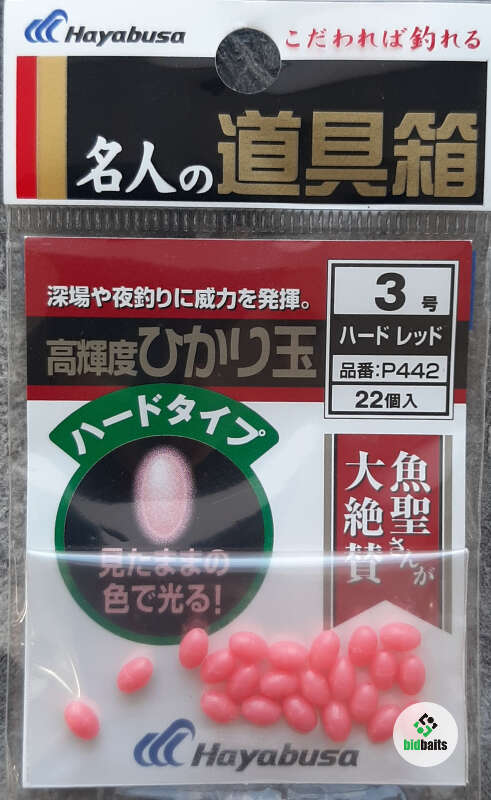 Hayabusa
こだわれば釣れる
名人の道具箱
深場や夜釣りに威力を発揮。
高輝度ひかり玉
3号
ハード レッド
品番:P442
22個入
ハードタイプ
見たままの
色で光る!
魚聖さんが
大絶賛
Hayabusa
bidbaits